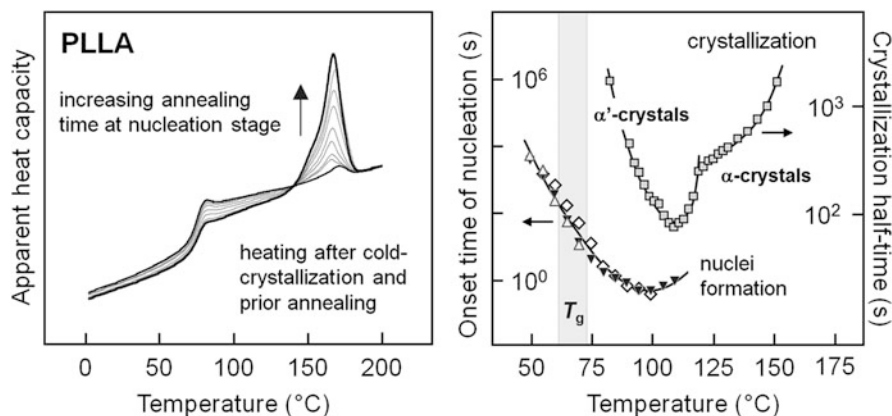 PLLA
increasing annealing
time at nucleation stage
heating after cold-
crystallization and
prior annealing
Apparent heat capacity
0 50 100 150 200
Temperature (°C)
Onset time of nucleation (s)
10⁶
10⁰
crystallization
α'-crystals
α-crystals
nuclei
formation
Tg
50 75 100 125 150 175
Temperature (°C)
10³
10²
Crystallization half-time (s)